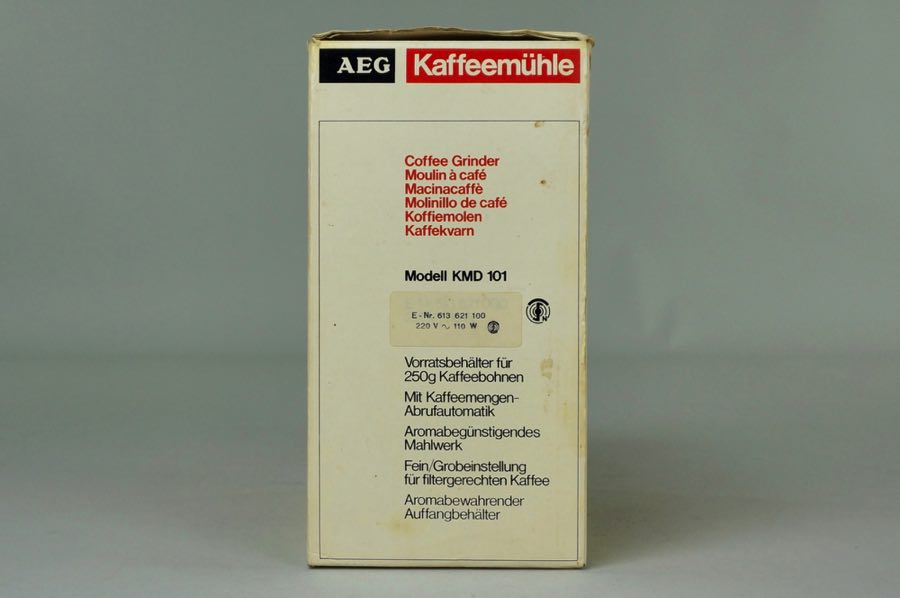 AEG Kaffeemühle
Coffee Grinder
Moulin à café
Macinacaffè
Molinillo de café
Koffiemolen
Kaffekvarn
Modell KMD 101
E - Nr. 613 621 100
220 V ~ 110 W
Vorratsbehälter für
250g Kaffeebohnen
Mit Kaffeemengen-
Abrufautomatik
Aromabegünstigendes
Mahlwerk
Fein/Grobeinstellung
für filtergerechten Kaffee
Aromabewahrender
Auffangbehälter